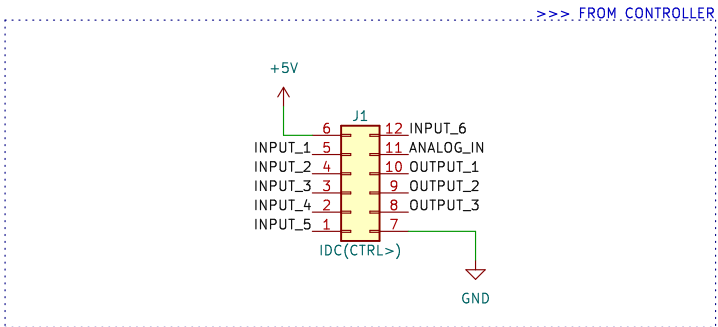 >>> FROM CONTROLLER
+5V
J1
6 12 INPUT_6
INPUT_1 5 11 ANALOG_IN
INPUT_2 4 10 OUTPUT_1
INPUT_3 3 9 OUTPUT_2
INPUT_4 2 8 OUTPUT_3
INPUT_5 1 7
IDC(CTRL>)
GND